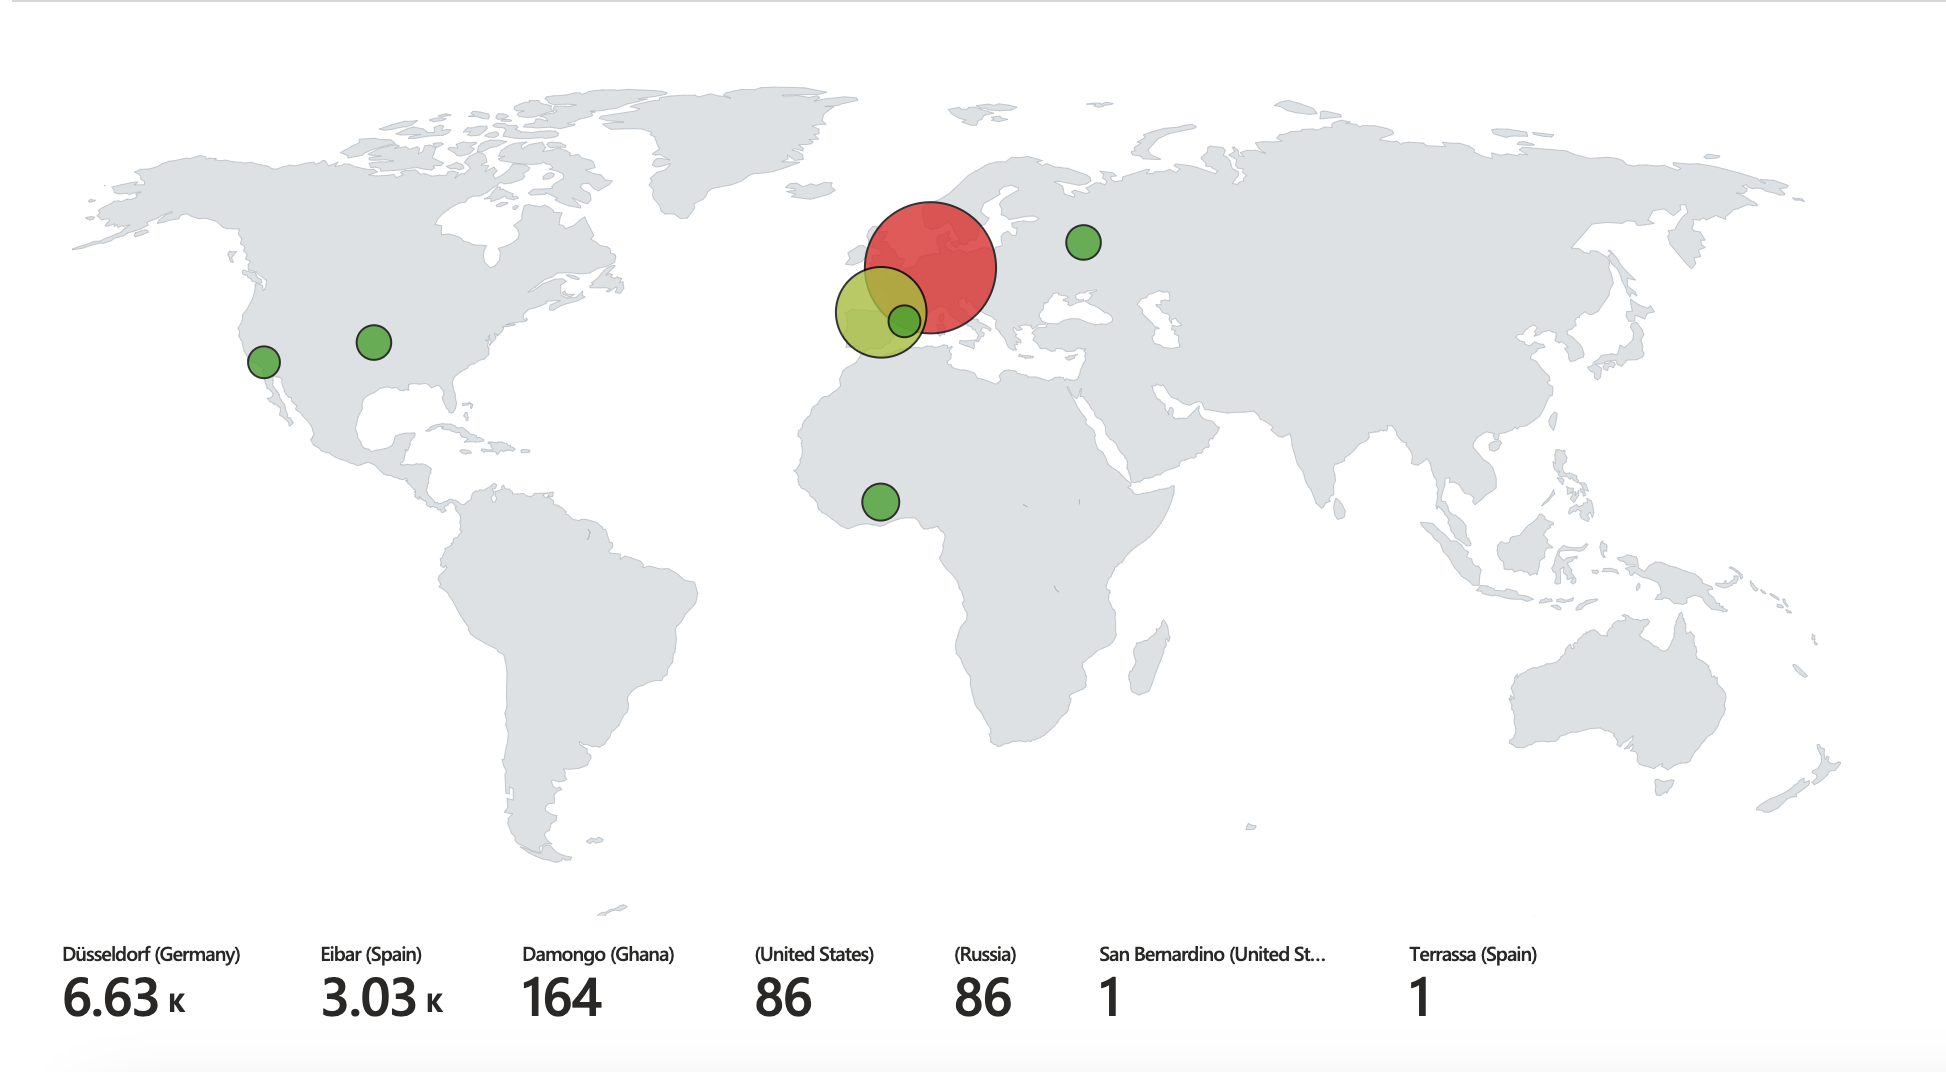 Düsseldorf (Germany)
6.63 K
Eibar (Spain)
3.03 K
Damongo (Ghana)
164
(United States)
86
(Russia)
86
San Bernardino (United St...
1
Terrassa (Spain)
1